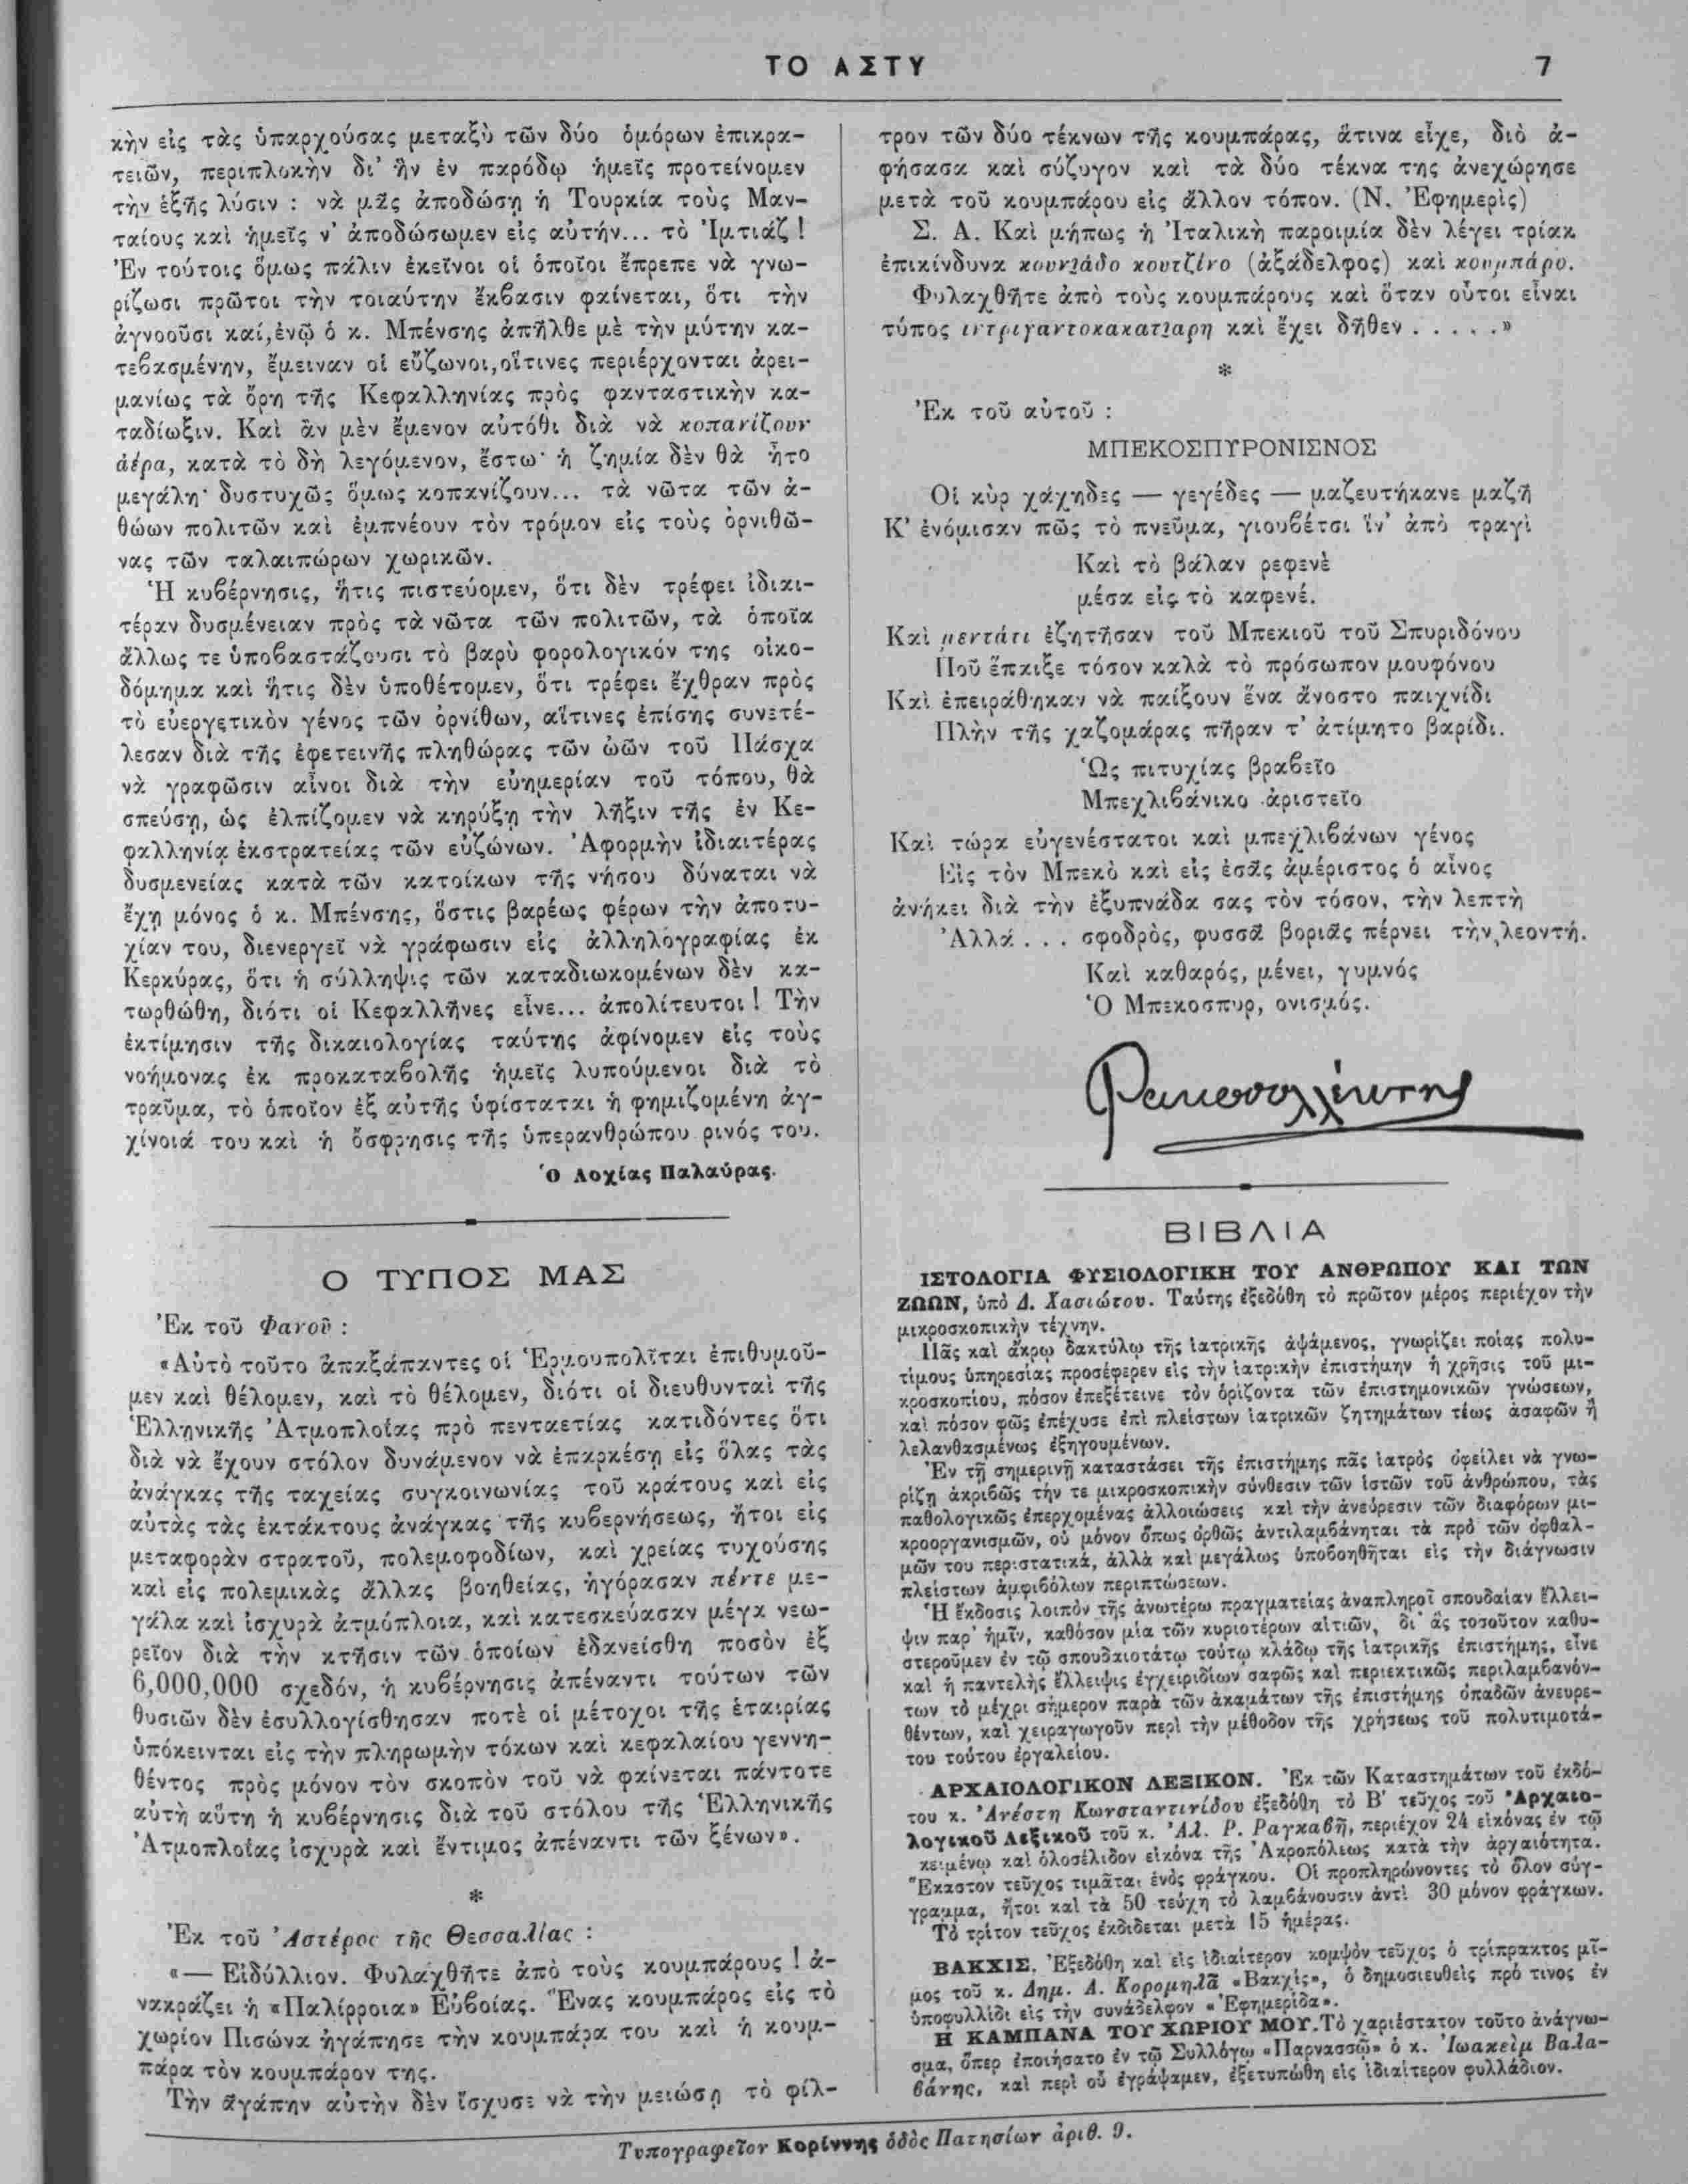 ΤΟ ΑΣΤΥ
7
κὴν εἰς τὰς ὑπαρχούσας μεταξὺ τῶν δύο ὁμόρων ἐπικρα-
τειῶν, περιπλοκὴν δι' ἣν ἐν παρόδῳ ἡμεῖς προτείνομεν
τὴν ἑξῆς λύσιν : νὰ μᾶς ἀποδώσῃ ἡ Τουρκία τοὺς Μαν-
ταίους καὶ ἡμεῖς ν' ἀποδώσωμεν εἰς αὐτήν... τὸ Ἰμτιάζ !
Ἐν τούτοις ὅμως πάλιν ἐκεῖνοι οἱ ὁποῖοι ἔπρεπε νὰ γνω-
ρίζωσι πρῶτοι τὴν τοιαύτην ἔκβασιν φαίνεται, ὅτι τὴν
ἀγνοοῦσι καί, ἐνῷ ὁ κ. Μπένσης ἀπῆλθε μὲ τὴν μύτην κα-
τεβασμένην, ἔμειναν οἱ εὔζωνοι, οἵτινες περιέρχονται ἀρει-
μανίως τὰ ὄρη τῆς Κεφαλληνίας πρὸς φανταστικὴν κα-
ταδίωξιν. Καὶ ἂν μὲν ἔμενον αὐτόθι διὰ νὰ κοπανίζουν
ἀέρα, κατὰ τὸ δὴ λεγόμενον, ἔστω· ἡ ζημία δὲν θὰ ἦτο
μεγάλη· δυστυχῶς ὅμως κοπανίζουν... τὰ νῶτα τῶν ἀ-
θώων πολιτῶν καὶ ἐμπνέουν τὸν τρόμον εἰς τοὺς ὀρνιθῶ-
νας τῶν ταλαιπώρων χωρικῶν.
Ἡ κυβέρνησις, ἥτις πιστεύομεν, ὅτι δὲν τρέφει ἰδιαι-
τέραν δυσμένειαν πρὸς τὰ νῶτα τῶν πολιτῶν, τὰ ὁποῖα
ἄλλως τε ὑποβαστάζουσι τὸ βαρὺ φορολογικόν της οἰκο-
δόμημα καὶ ἥτις δὲν ὑποθέτομεν, ὅτι τρέφει ἔχθραν πρὸς
τὸ εὐεργετικὸν γένος τῶν ὀρνίθων, αἵτινες ἐπίσης συνετέ-
λεσαν διὰ τῆς ἐφετεινῆς πληθώρας τῶν ὠῶν τοῦ Πάσχα
νὰ γραφῶσιν αἶνοι διὰ τὴν εὐημερίαν τοῦ τόπου, θὰ
σπεύσῃ, ὡς ἐλπίζομεν νὰ κηρύξῃ τὴν λῆξιν τῆς ἐν Κε-
φαλληνίᾳ ἐκστρατείας τῶν εὐζώνων. Ἀφορμὴν ἰδιαιτέρας
δυσμενείας κατὰ τῶν κατοίκων τῆς νήσου δύναται νὰ
ἔχῃ μόνος ὁ κ. Μπένσης, ὅστις βαρέως φέρων τὴν ἀποτυ-
χίαν του, διενεργεῖ νὰ γράφωσιν εἰς ἀλληλογραφίας ἐκ
Κερκύρας, ὅτι ἡ σύλληψις τῶν καταδιωκομένων δὲν κα-
τωρθώθη, διότι οἱ Κεφαλλῆνες εἶνε... ἀπολίτευτοι ! Τὴν
ἐκτίμησιν τῆς δικαιολογίας ταύτης ἀφίνομεν εἰς τοὺς
νοήμονας ἐκ προκαταβολῆς ἡμεῖς λυπούμενοι διὰ τὸ
τραῦμα, τὸ ὁποῖον ἐξ αὐτῆς ὑφίσταται ἡ φημιζομένη ἀγ-
χίνοιά του καὶ ἡ ὄσφρησις τῆς ὑπερανθρώπου ρινός του.
Ὁ Λοχίας Παλαύρας.
Ο ΤΥΠΟΣ ΜΑΣ
Ἐκ τοῦ Φανοῦ :
«Αὐτὸ τοῦτο ἀπαξάπαντες οἱ Ἑρμουπολῖται ἐπιθυμοῦ-
μεν καὶ θέλομεν, καὶ τὸ θέλομεν, διότι οἱ διευθυνταὶ τῆς
Ἑλληνικῆς Ἀτμοπλοΐας πρὸ πενταετίας κατιδόντες ὅτι
διὰ νὰ ἔχουν στόλον δυνάμενον νὰ ἐπαρκέσῃ εἰς ὅλας τὰς
ἀνάγκας τῆς ταχείας συγκοινωνίας τοῦ κράτους καὶ εἰς
αὐτὰς τὰς ἐκτάκτους ἀνάγκας τῆς κυβερνήσεως, ἤτοι εἰς
μεταφορὰν στρατοῦ, πολεμοφοδίων, καὶ χρείας τυχούσης
καὶ εἰς πολεμικὰς ἄλλας βοηθείας, ἠγόρασαν πέντε με-
γάλα καὶ ἰσχυρὰ ἀτμόπλοια, καὶ κατεσκεύασαν μέγα νεω-
ρεῖον διὰ τὴν κτῆσιν τῶν ὁποίων ἐδανείσθη ποσὸν ἐξ
6,000,000 σχεδόν, ἡ κυβέρνησις ἀπέναντι τούτων τῶν
θυσιῶν δὲν ἐσυλλογίσθησαν ποτὲ οἱ μέτοχοι τῆς ἑταιρίας
ὑπόκεινται εἰς τὴν πληρωμὴν τόκων καὶ κεφαλαίου γεννη-
θέντος πρὸς μόνον τὸν σκοπὸν τοῦ νὰ φαίνεται πάντοτε
αὐτὴ αὕτη ἡ κυβέρνησις διὰ τοῦ στόλου τῆς Ἑλληνικῆς
Ἀτμοπλοΐας ἰσχυρὰ καὶ ἔντιμος ἀπέναντι τῶν ξένων».
*
Ἐκ τοῦ Ἀστέρος τῆς Θεσσαλίας :
«— Εἰδύλλιον. Φυλαχθῆτε ἀπὸ τοὺς κουμπάρους ! ἀ-
νακράζει ἡ «Παλίρροια» Εὐβοίας. Ἕνας κουμπάρος εἰς τὸ
χωρίον Πισώνα ἠγάπησε τὴν κουμπάρα του καὶ ἡ κουμ-
πάρα τὸν κουμπάρον της.
Τὴν ἀγάπην αὐτὴν δὲν ἴσχυσε νὰ τὴν μειώσῃ τὸ φίλ-
τρον τῶν δύο τέκνων τῆς κουμπάρας, ἅτινα εἶχε, διὸ ἀ-
φήσασα καὶ σύζυγον καὶ τὰ δύο τέκνα της ἀνεχώρησε
μετὰ τοῦ κουμπάρου εἰς ἄλλον τόπον. (Ν. Ἐφημερὶς)
Σ. Α. Καὶ μήπως ἡ Ἰταλικὴ παροιμία δὲν λέγει τρία
ἐπικίνδυνα κουνιάδο κουτζίνο (ἀξάδελφος) καὶ κουμπάρο.
Φυλαχθῆτε ἀπὸ τοὺς κουμπάρους καὶ ὅταν οὗτοι εἶναι
τύπος ιντριγαντοκακατζαρη καὶ ἔχει δῆθεν . . . . . »
*
Ἐκ τοῦ αὐτοῦ :
ΜΠΕΚΟΣΠΥΡΟΝΙΣΝΟΣ
Οἱ κὺρ χάχηδες — γεγέδες — μαζευτήκανε μαζῆ
Κ' ἐνόμισαν πῶς τὸ πνεῦμα, γιουβέτσι ἵν' ἀπὸ τραγὶ
Καὶ τὸ βάλαν ρεφενὲ
μέσα εἰς τὸ καφενέ.
Καὶ μεντάτι ἐζητῆσαν τοῦ Μπεκιοῦ τοῦ Σπυριδόνου
Ποῦ ἔπαιξε τόσον καλὰ τὸ πρόσωπον μουφόνου
Καὶ ἐπειράθηκαν νὰ παίξουν ἕνα ἄνοστο παιχνίδι
Πλὴν τῆς χαζομάρας πῆραν τ' ἀτίμητο βαρίδι.
Ὡς πιτυχίας βραβεῖο
Μπεχλιβάνικο ἀριστεῖο
Καὶ τώρα εὐγενέστατοι καὶ μπεχλιβάνων γένος
Εἰς τὸν Μπεκὸ καὶ εἰς ἐσᾶς ἀμέριστος ὁ αἶνος
ἀνήκει διὰ τὴν ἐξυπνάδα σας τὸν τόσον, τὴν λεπτὴ
Ἀλλά . . . σφοδρὸς, φυσσᾶ βοριᾶς πέρνει τὴν λεοντή.
Καὶ καθαρός, μένει, γυμνός
Ὁ Μπεκοσπυρ, ονισμός.
ΒΙΒΛΙΑ
ΙΣΤΟΛΟΓΙΑ ΦΥΣΙΟΛΟΓΙΚΗ ΤΟΥ ΑΝΘΡΩΠΟΥ ΚΑΙ ΤΩΝ
ΖΩΩΝ, ὑπὸ Δ. Χασιώτου. Ταύτης ἐξεδόθη τὸ πρῶτον μέρος περιέχον τὴν
μικροσκοπικὴν τέχνην.
Πᾶς καὶ ἄκρῳ δακτύλῳ τῆς ἰατρικῆς ἁψάμενος, γνωρίζει ποίας πολυ-
τίμους ὑπηρεσίας προσέφερεν εἰς τὴν ἰατρικὴν ἐπιστήμην ἡ χρῆσις τοῦ μι-
κροσκοπίου, πόσον ἐπεξέτεινε τὸν ὁρίζοντα τῶν ἐπιστημονικῶν γνώσεων,
καὶ πόσον φῶς ἐπέχυσε ἐπὶ πλείστων ἰατρικῶν ζητημάτων τέως ἀσαφῶν ἢ
λελανθασμένως ἐξηγουμένων.
Ἐν τῇ σημερινῇ καταστάσει τῆς ἐπιστήμης πᾶς ἰατρὸς ὀφείλει νὰ γνω-
ρίζῃ ἀκριβῶς τήν τε μικροσκοπικὴν σύνθεσιν τῶν ἱστῶν τοῦ ἀνθρώπου, τὰς
παθολογικῶς ἐπερχομένας ἀλλοιώσεις καὶ τὴν ἀνεύρεσιν τῶν διαφόρων μι-
κροοργανισμῶν, οὐ μόνον ὅπως ὀρθῶς ἀντιλαμβάνηται τὰ πρὸ τῶν ὀφθαλ-
μῶν του περιστατικά, ἀλλὰ καὶ μεγάλως ὑποβοηθῆται εἰς τὴν διάγνωσιν
πλείστων ἀμφιβόλων περιπτώσεων.
Ἡ ἔκδοσις λοιπὸν τῆς ἀνωτέρω πραγματείας ἀναπληροῖ σπουδαίαν ἔλλει-
ψιν παρ' ἡμῖν, καθόσον μία τῶν κυριοτέρων αἰτιῶν, δι' ἃς τοσοῦτον καθυ-
στεροῦμεν ἐν τῷ σπουδαιοτάτῳ τούτῳ κλάδῳ τῆς ἰατρικῆς ἐπιστήμης, εἶνε
καὶ ἡ παντελὴς ἔλλειψις ἐγχειριδίων σαφῶς καὶ περιεκτικῶς περιλαμβανόν-
των τὸ μέχρι σήμερον παρὰ τῶν ἀκαμάτων τῆς ἐπιστήμης ὀπαδῶν ἀνευρε-
θέντων, καὶ χειραγωγοῦν περὶ τὴν μέθοδον τῆς χρήσεως τοῦ πολυτιμοτά-
του τούτου ἐργαλείου.
ΑΡΧΑΙΟΛΟΓΙΚΟΝ ΛΕΞΙΚΟΝ. Ἐκ τῶν Καταστημάτων τοῦ ἐκδό-
του κ. Ἀνέστη Κωνσταντινίδου ἐξεδόθη τὸ Β' τεῦχος τοῦ Ἀρχαιο-
λογικοῦ Λεξικοῦ τοῦ κ. Ἀλ. Ρ. Ραγκαβῆ, περιέχον 24 εἰκόνας ἐν τῷ
κειμένῳ καὶ ὁλοσέλιδον εἰκόνα τῆς Ἀκροπόλεως κατὰ τὴν ἀρχαιότητα.
Ἕκαστον τεῦχος τιμᾶται ἑνὸς φράγκου. Οἱ προπληρώνοντες τὸ ὅλον σύγ-
γραμμα, ἤτοι καὶ τὰ 50 τεύχη τὸ λαμβάνουσιν ἀντὶ 30 μόνον φράγκων.
Τὸ τρίτον τεῦχος ἐκδίδεται μετὰ 15 ἡμέρας.
ΒΑΚΧΙΣ. Ἐξεδόθη καὶ εἰς ἰδιαίτερον κομψὸν τεῦχος ὁ τρίπρακτος μῖ-
μος τοῦ κ. Δημ. Α. Κορομηλᾶ «Βακχὶς», ὁ δημοσιευθεὶς πρό τινος ἐν
ὑποφυλλίδι εἰς τὴν συνάδελφον «Ἐφημερίδα».
Η ΚΑΜΠΑΝΑ ΤΟΥ ΧΩΡΙΟΥ ΜΟΥ. Τὸ χαριέστατον τοῦτο ἀνάγνω-
σμα, ὅπερ ἐποιήσατο ἐν τῷ Συλλόγῳ «Παρνασσῷ» ὁ κ. Ἰωακεὶμ Βαλα-
βάνης, καὶ περὶ οὗ ἐγράψαμεν, ἐξετυπώθη εἰς ἰδιαίτερον φυλλάδιον.
Τυπογραφεῖον Κορίννης ὁδὸς Πατησίων ἀριθ. 9.